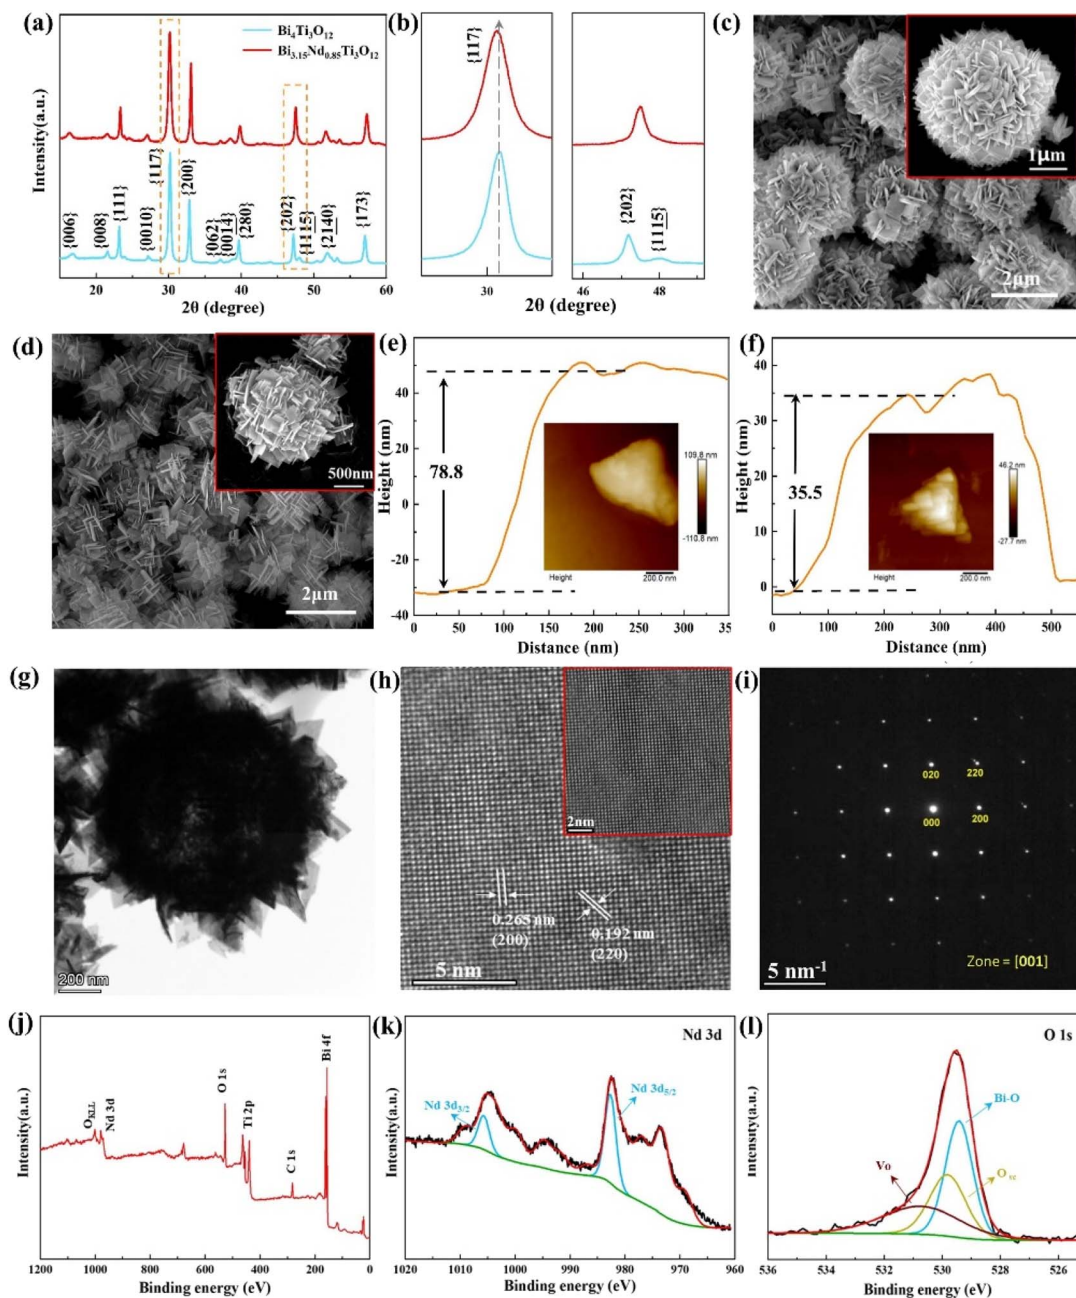 (a)
Bi₄Ti₃O₁₂
Bi₃.₁₅Nd₀.₈₅Ti₃O₁₂
Intensity(a.u.)
{006}
{008}
{111}
{0010}
{117}
{200}
{062}
{0014}
{280}
{202}
{1115}
{2140}
{173}
20 30 40 50 60
2θ (degree)
(b)
{117}
{202}
{1115}
30
46 48
2θ (degree)
(c)
1μm
2μm
(d)
500nm
2μm
(e)
Height (nm)
40
20
0
-20
-40
78.8
109.8 nm
-110.8 nm
Height
200.0 nm
0 50 100 150 200 250 300 35
Distance (nm)
(f)
Height (nm)
40
30
20
10
0
35.5
46.2 nm
-27.7 nm
Height
200.0 nm
0 100 200 300 400 500
Distance (nm)
(g)
200 nm
(h)
2nm
0.265 nm
(200)
0.192 nm
(220)
5 nm
(i)
020
220
000
200
Zone = [001]
5 nm⁻¹
(j)
Intensity(a.u.)
O_KLL
Nd 3d
O 1s
Ti 2p
C 1s
Bi 4f
1200 1000 800 600 400 200 0
Binding energy (eV)
(k)
Nd 3d
Intensity(a.u.)
Nd 3d₃/₂
Nd 3d₅/₂
1020 1010 1000 990 980 970 960
Binding energy (eV)
(l)
O 1s
Intensity(a.u.)
Bi-O
Vo
536 534 532 530 528 526
Binding energy (eV)